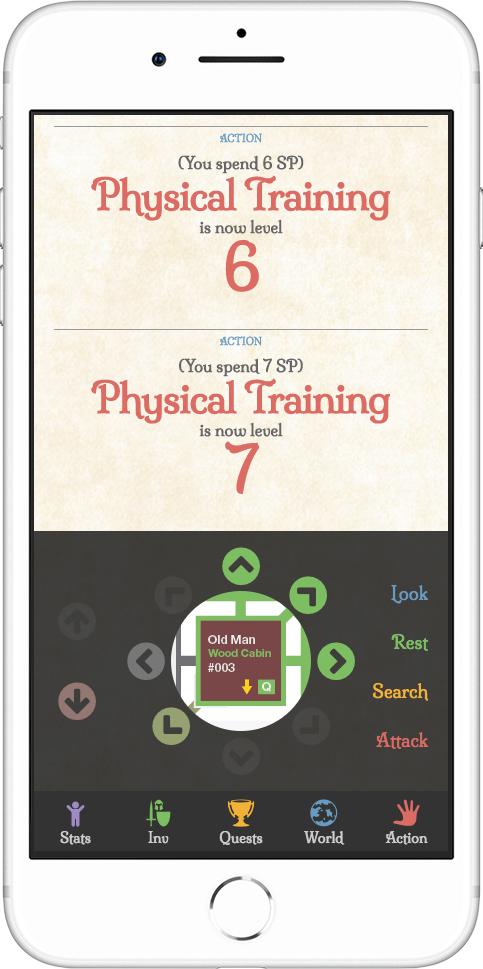 ACTION
(You spend 6 SP)
Physical Training
is now level
6
ACTION
(You spend 7 SP)
Physical Training
is now level
7
Look
Rest
Search
Attack
Old Man
Wood Cabin
#003
Q
Stats
Inv
Quests
World
Action